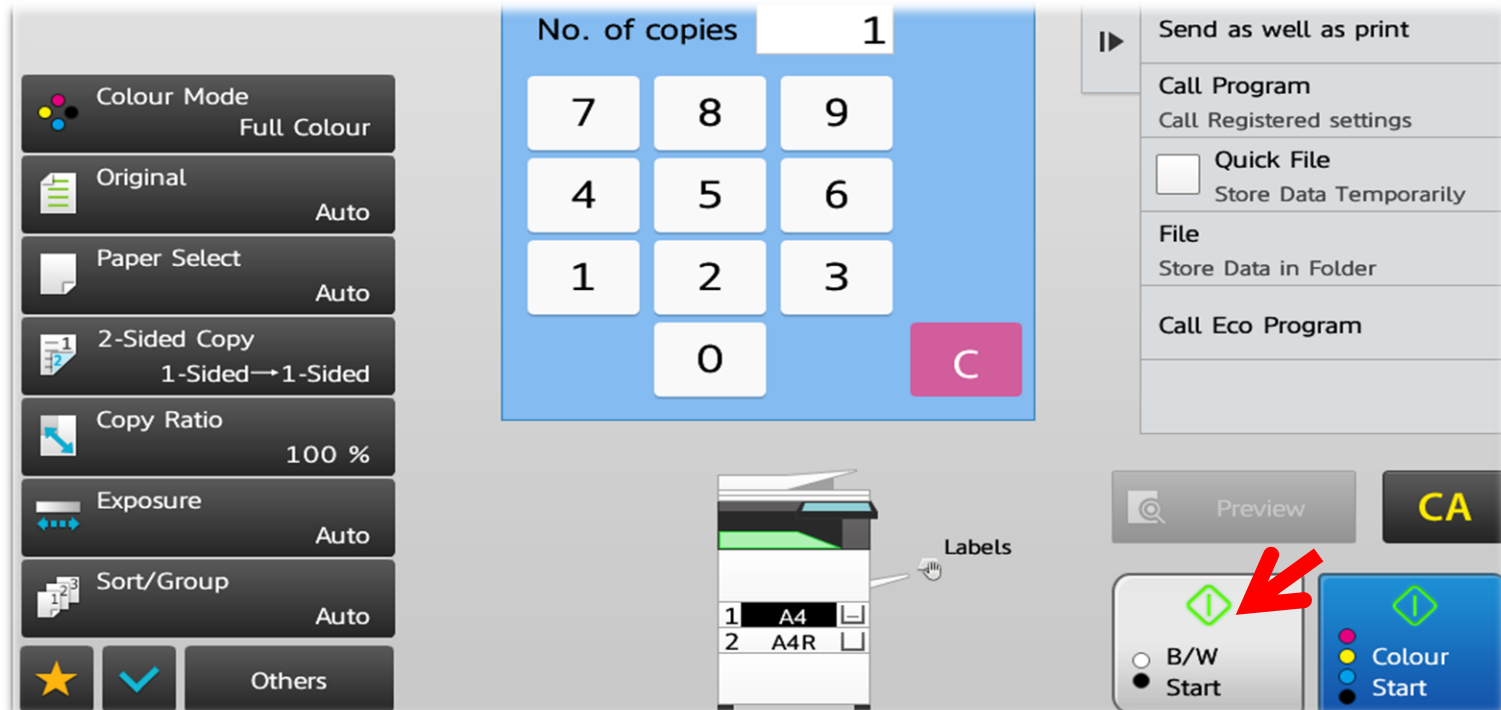 Colour Mode
Full Colour
Original
Auto
Paper Select
Auto
2-Sided Copy
1-Sided→1-Sided
Copy Ratio
100 %
Exposure
Auto
Sort/Group
Auto
Others
No. of copies 1
7 8 9
4 5 6
1 2 3
0 C
Labels
1 A4
2 A4R
Send as well as print
Call Program
Call Registered settings
Quick File
Store Data Temporarily
File
Store Data in Folder
Call Eco Program
Preview
CA
B/W
Start
Colour
Start